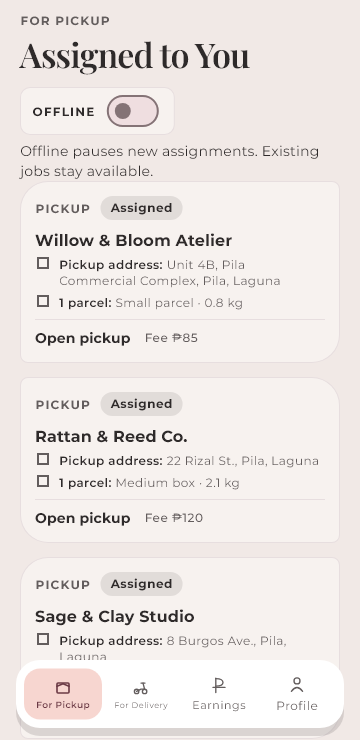 FOR PICKUP
Assigned to You
OFFLINE
Offline pauses new assignments. Existing
jobs stay available.
PICKUP Assigned
Willow & Bloom Atelier
Pickup address: Unit 4B, Pila
Commercial Complex, Pila, Laguna
1 parcel: Small parcel · 0.8 kg
Open pickup Fee ₱85
PICKUP Assigned
Rattan & Reed Co.
Pickup address: 22 Rizal St., Pila, Laguna
1 parcel: Medium box · 2.1 kg
Open pickup Fee ₱120
PICKUP Assigned
Sage & Clay Studio
Pickup address: 8 Burgos Ave., Pila,
Laguna
For Pickup For Delivery Earnings Profile